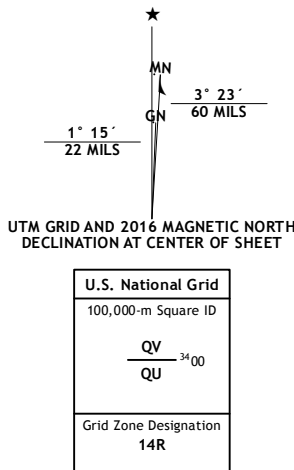 ★
MN
3° 23´
60 MILS
GN
1° 15´
22 MILS
UTM GRID AND 2016 MAGNETIC NORTH
DECLINATION AT CENTER OF SHEET
U.S. National Grid
100,000-m Square ID
QV
3400
QU
Grid Zone Designation
14R